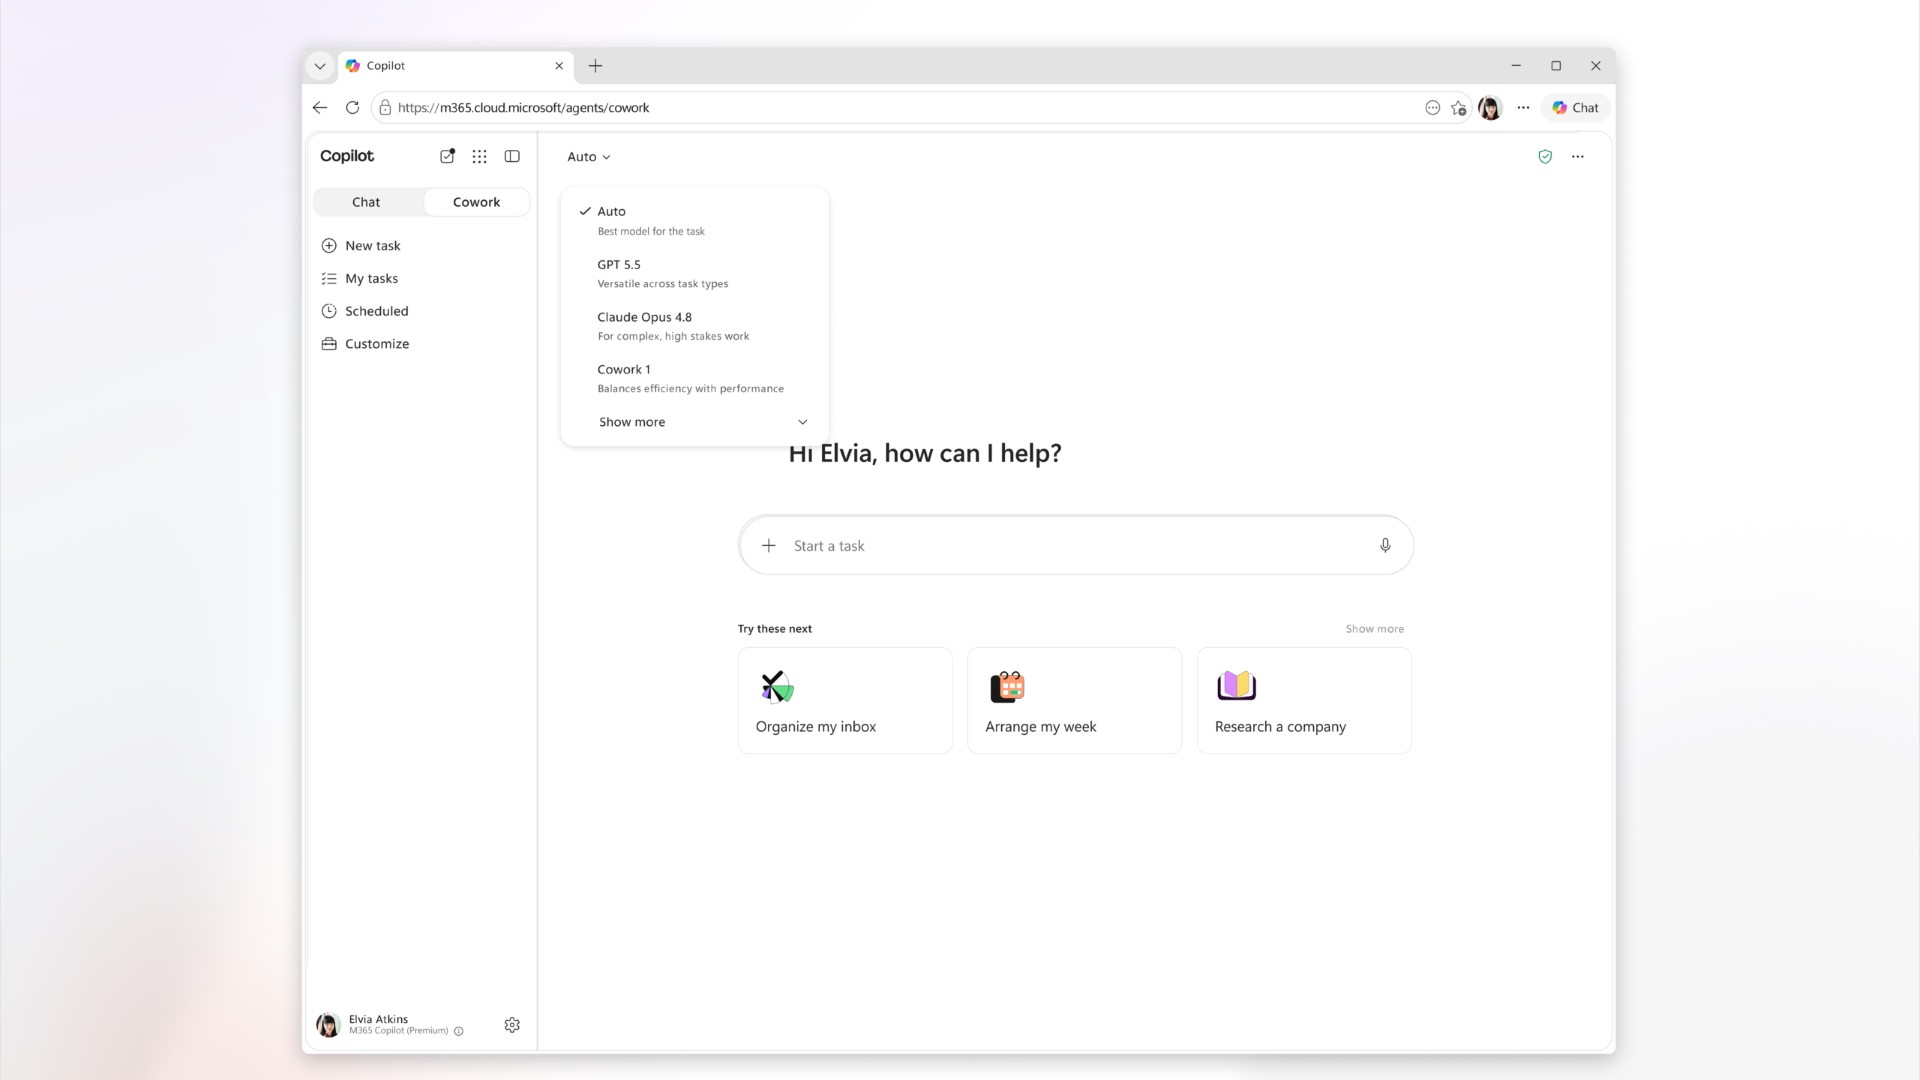 Copilot
https://m365.cloud.microsoft/agents/cowork
Chat
Copilot
Chat
Cowork
New task
My tasks
Scheduled
Customize
Elvia Atkins
M365 Copilot (Premium)
Auto
Auto
Best model for the task
GPT 5.5
Versatile across task types
Claude Opus 4.8
For complex, high stakes work
Cowork 1
Balances efficiency with performance
Show more
Hi Elvia, how can I help?
Start a task
Try these next
Show more
Organize my inbox
Arrange my week
Research a company